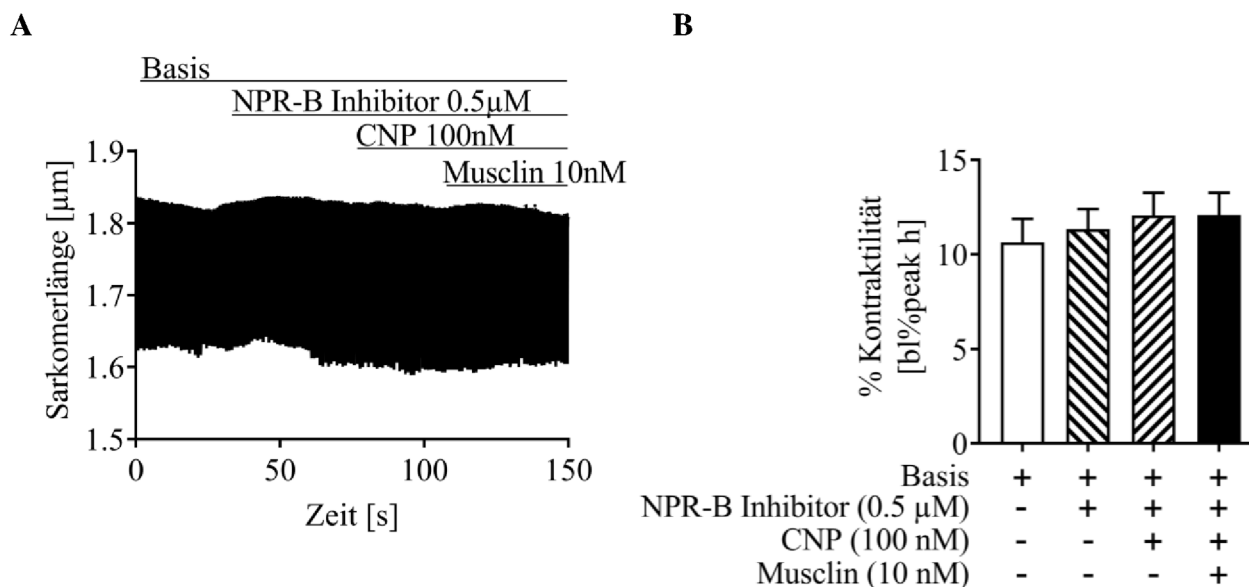 A
B
Basis
NPR-B Inhibitor 0.5µM
CNP 100nM
Musclin 10nM
1.9
1.8
1.7
1.6
1.5
Sarkomerlänge [µm]
0 50 100 150
Zeit [s]
15
10
5
0
% Kontraktilität
[bl%peak h]
Basis + + + +
NPR-B Inhibitor (0.5 µM) - + + +
CNP (100 nM) - - + +
Musclin (10 nM) - - - +